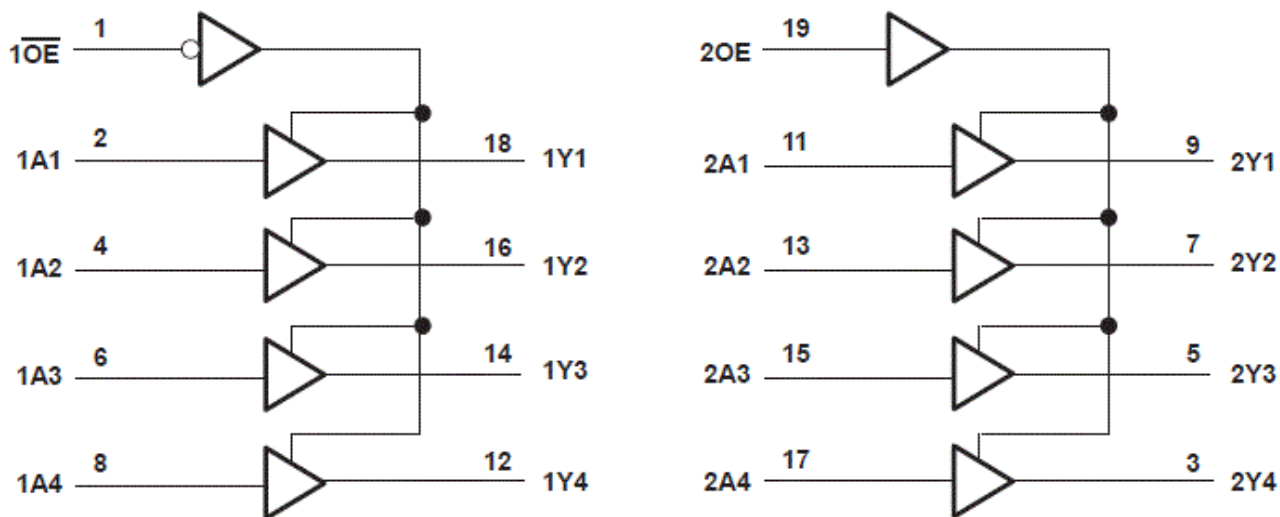 1 19
1O̅E̅ 2OE
2 18 1Y1 11 9 2Y1
1A1 2A1
4 16 1Y2 13 7 2Y2
1A2 2A2
6 14 1Y3 15 5 2Y3
1A3 2A3
8 12 1Y4 17 3 2Y4
1A4 2A4